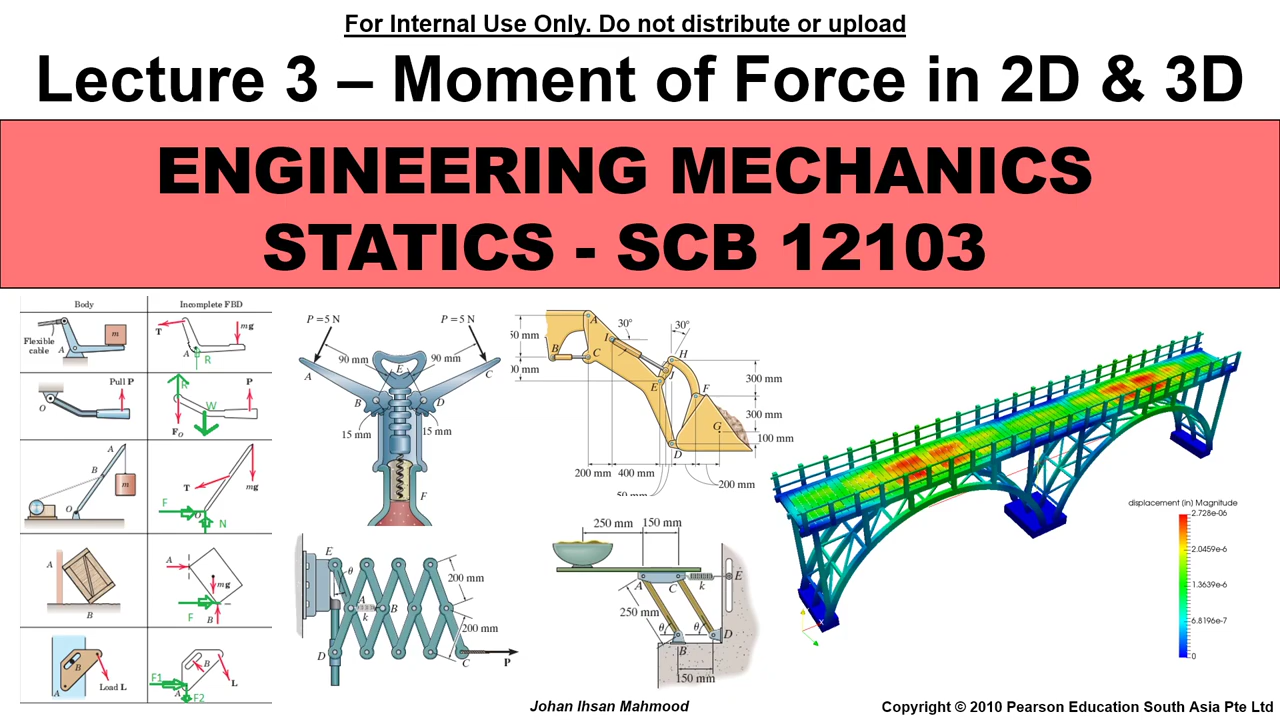 For Internal Use Only. Do not distribute or upload
Lecture 3 – Moment of Force in 2D & 3D
ENGINEERING MECHANICS
STATICS - SCB 12103
Body
Incomplete FBD
Flexible
cable
A
m
T
mg
A
R
Pull P
O
R
W
P
F_O
A
B
m
O
T
mg
F
N
A
B
A
mg
F
B
B
A
Load L
F1
A
B
L
F2
P = 5 N
P = 5 N
90 mm
90 mm
A
E
C
B
D
15 mm
15 mm
F
A
30°
30°
50 mm
I
B
C
H
J
E
F
300 mm
300 mm
G
100 mm
D
200 mm
400 mm
200 mm
50 mm
E
θ
200 mm
A
B
k
200 mm
D
C
P
250 mm
150 mm
A
C
k
E
250 mm
θ
θ
D
B
150 mm
displacement (in) Magnitude
2.728e-06
2.0459e-6
1.3639e-6
6.8196e-7
0
X
Johan Ihsan Mahmood
Copyright © 2010 Pearson Education South Asia Pte Ltd